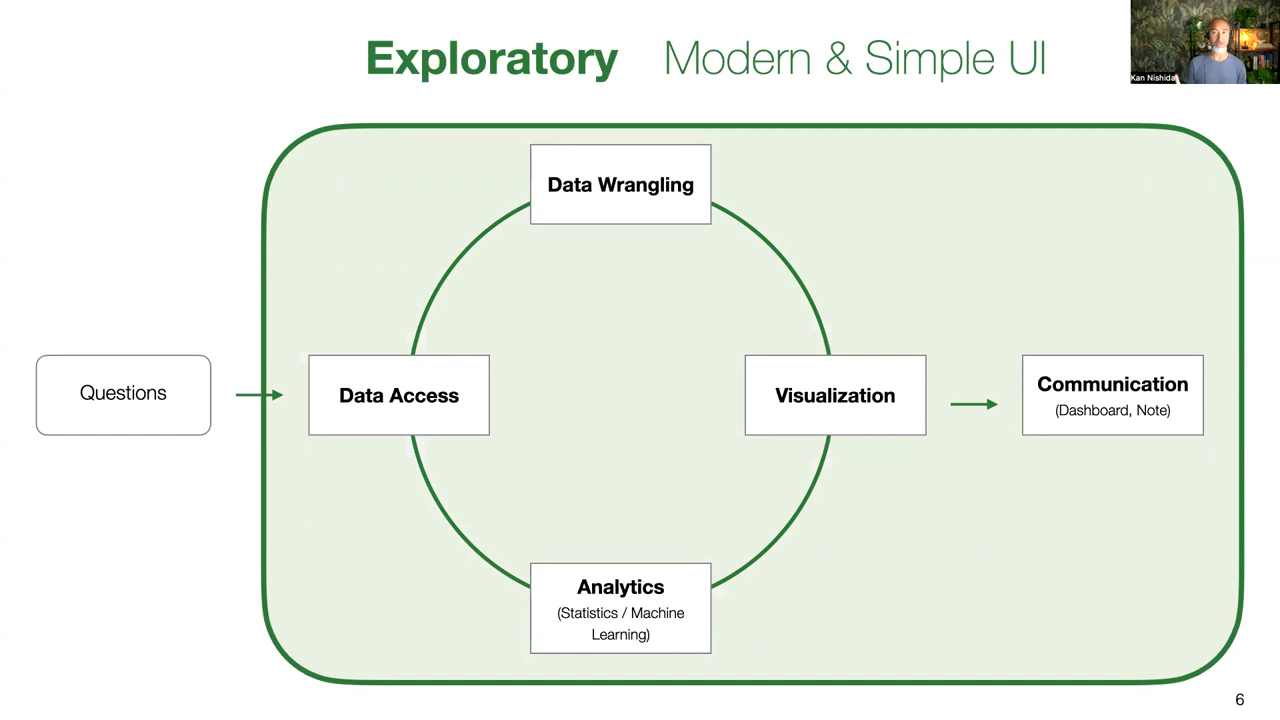 Exploratory Modern & Simple UI
Kan Nishida
Data Wrangling
Questions
Data Access
Visualization
Communication
(Dashboard, Note)
Analytics
(Statistics / Machine
Learning)
6